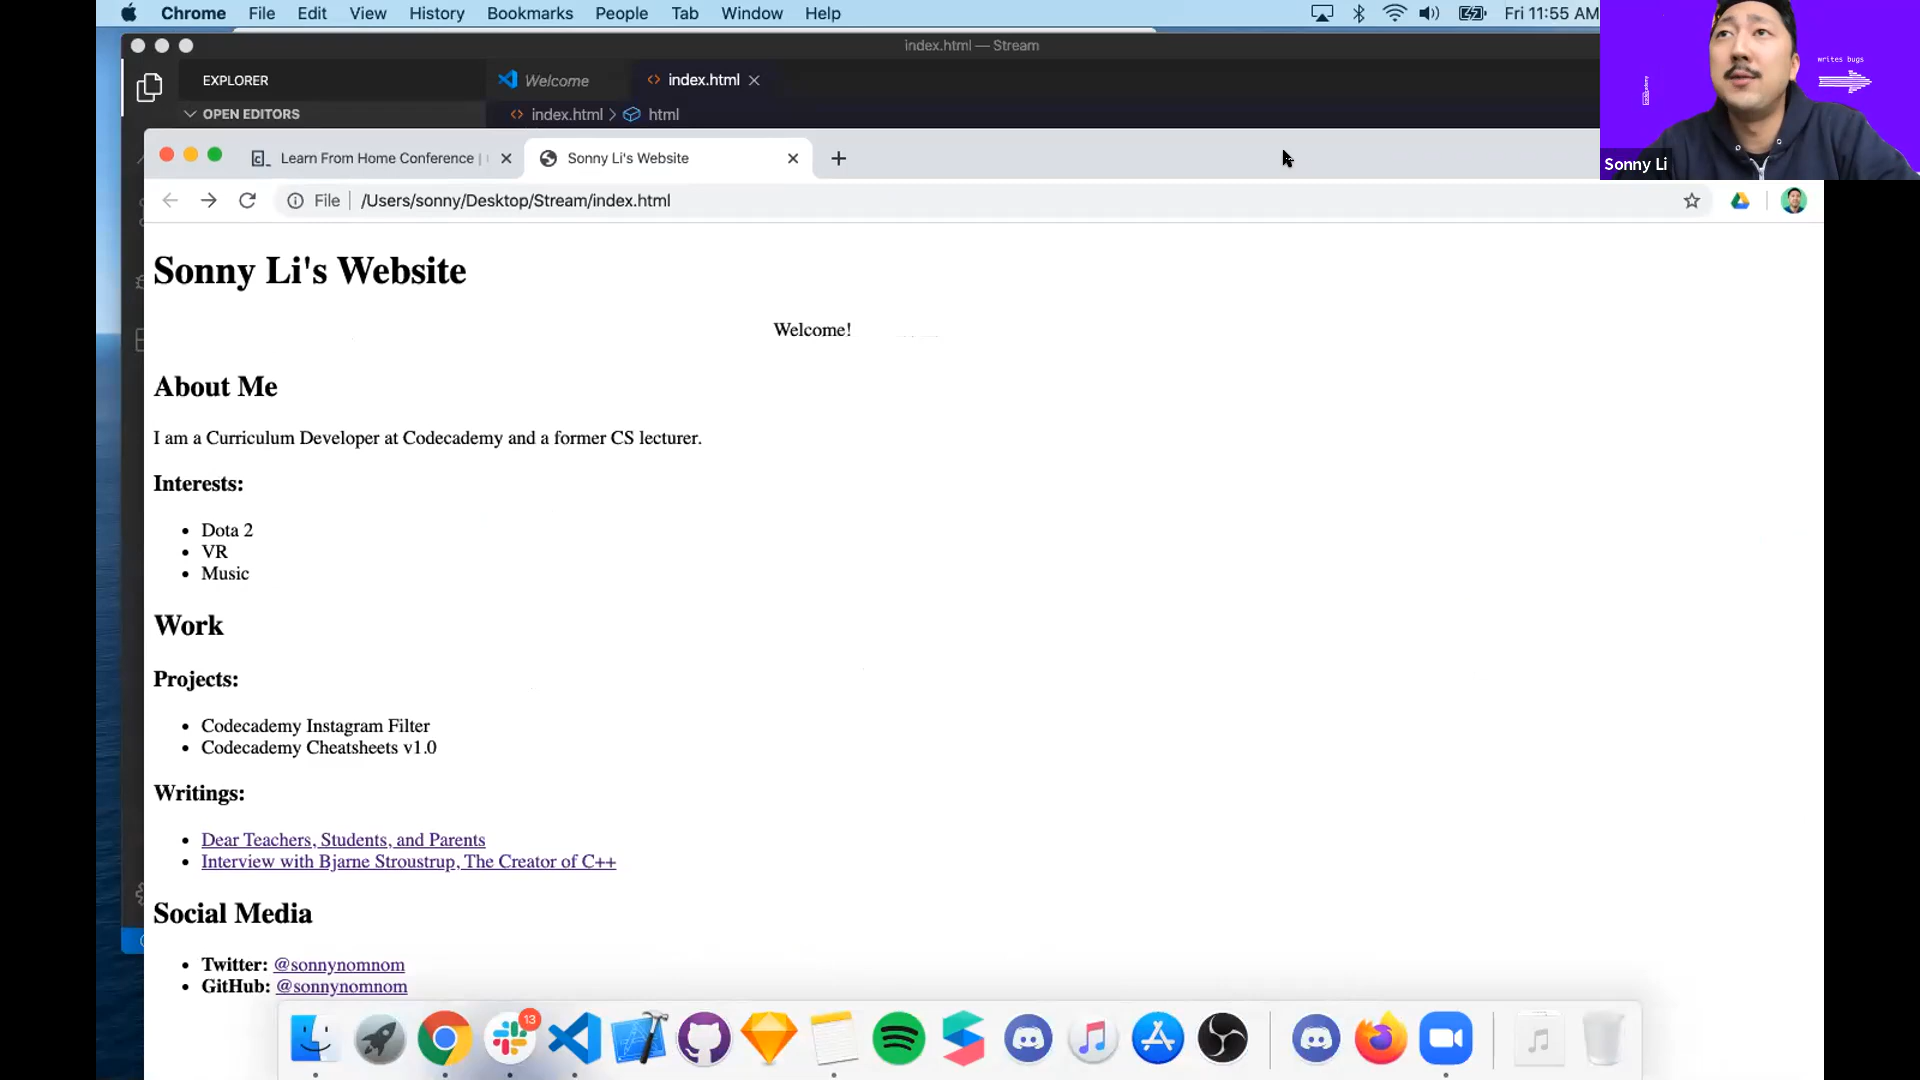 Chrome File Edit View History Bookmarks People Tab Window Help Fri 11:55 AM
index.html — Stream
EXPLORER Welcome index.html
OPEN EDITORS index.html > html
writes bugs
Sonny Li
Learn From Home Conference | Sonny Li's Website
File /Users/sonny/Desktop/Stream/index.html
Sonny Li's Website
Welcome!
About Me
I am a Curriculum Developer at Codecademy and a former CS lecturer.
Interests:
• Dota 2
• VR
• Music
Work
Projects:
• Codecademy Instagram Filter
• Codecademy Cheatsheets v1.0
Writings:
• Dear Teachers, Students, and Parents
• Interview with Bjarne Stroustrup, The Creator of C++
Social Media
• Twitter: @sonnynomnom
• GitHub: @sonnynomnom
13